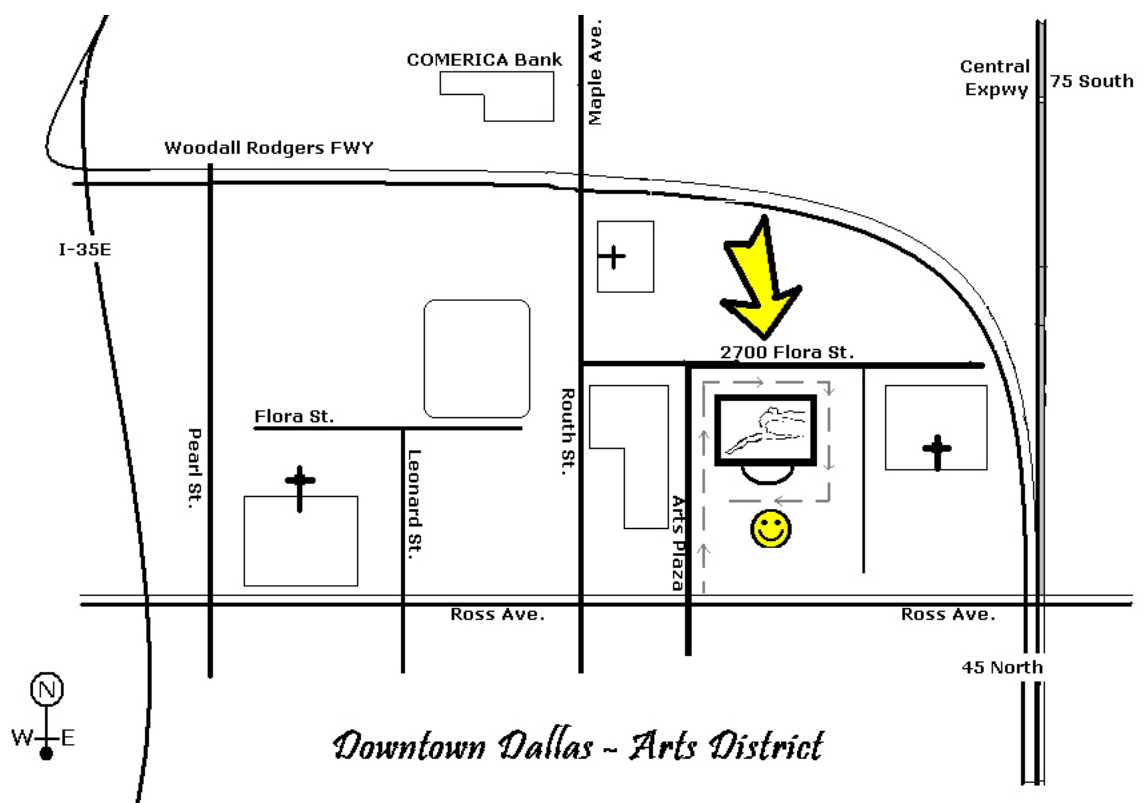 COMERICA Bank
Maple Ave.
Central
Expwy
75 South
Woodall Rodgers FWY
I-35E
2700 Flora St.
Flora St.
Pearl St.
Leonard St.
Routh St.
Arts Plaza
Ross Ave.
Ross Ave.
45 North
N
W E
Downtown Dallas ~ Arts District